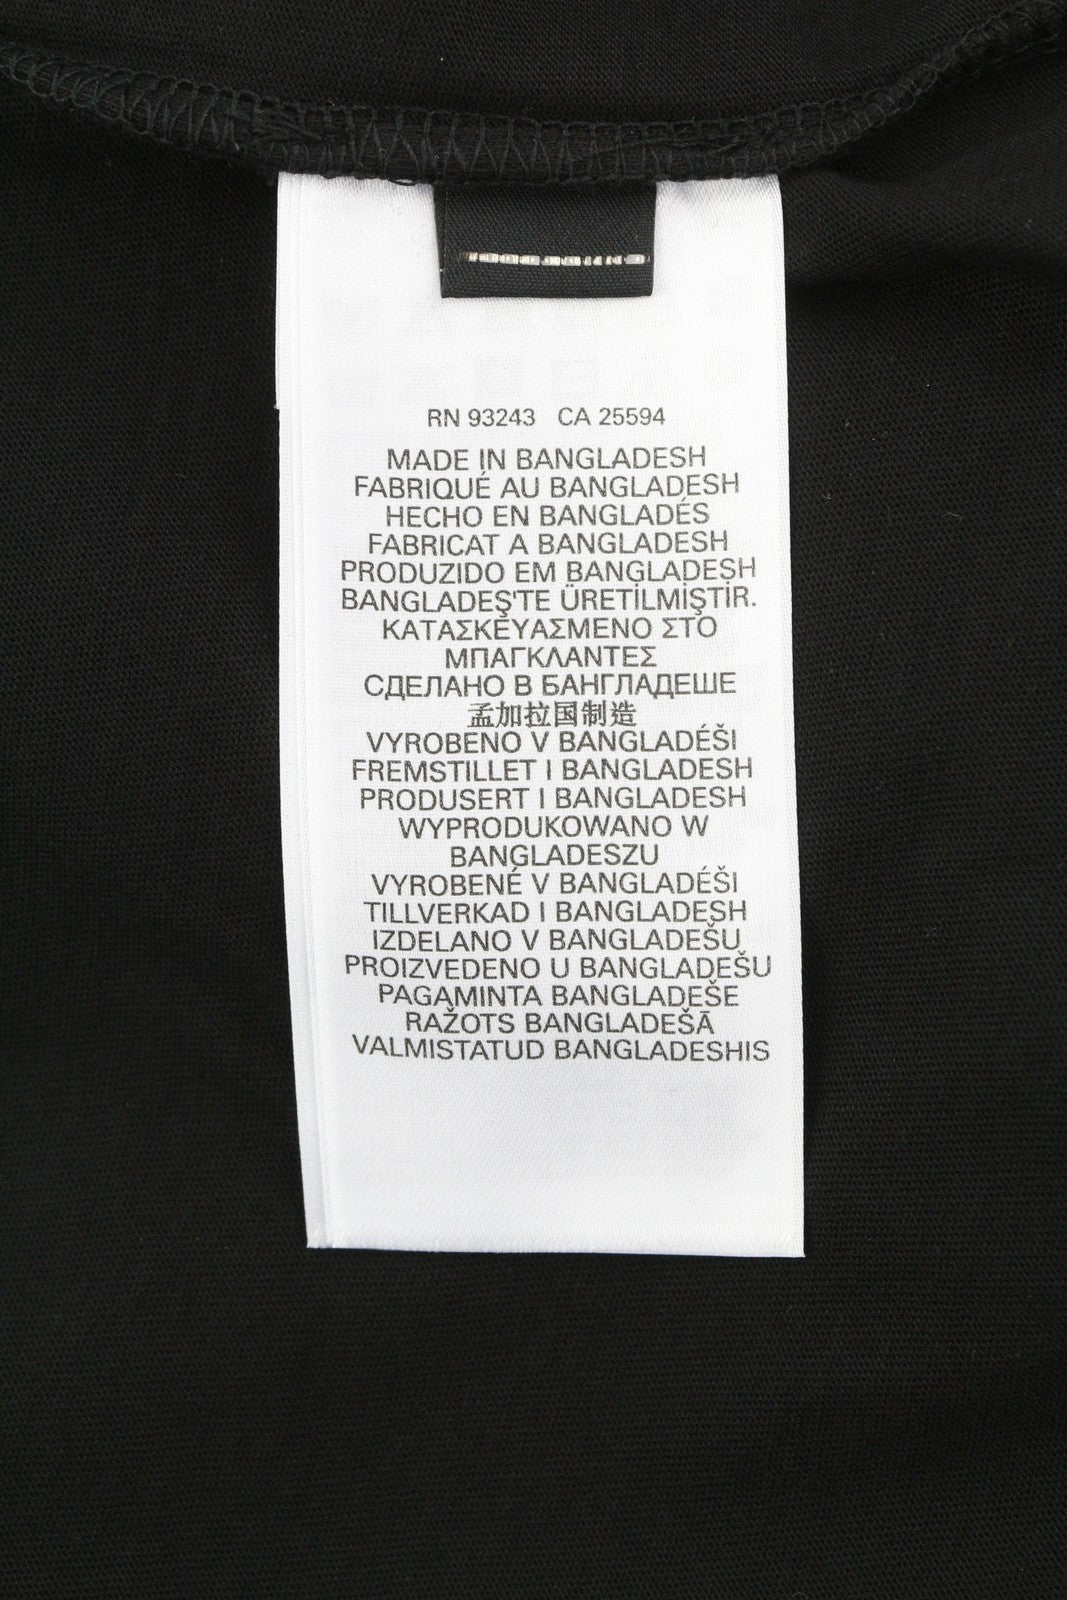 RN 93243 CA 25594
MADE IN BANGLADESH
FABRIQUÉ AU BANGLADESH
HECHO EN BANGLADÉS
FABRICAT A BANGLADESH
PRODUZIDO EM BANGLADESH
BANGLADEŞ'TE ÜRETİLMİŞTİR.
ΚΑΤΑΣΚΕΥΑΣΜΕΝΟ ΣΤΟ
ΜΠΑΓΚΛΑΝΤΕΣ
СДЕЛАНО В БАНГЛАДЕШЕ
孟加拉国制造
VYROBENO V BANGLADÉŠI
FREMSTILLET I BANGLADESH
PRODUSERT I BANGLADESH
WYPRODUKOWANO W
BANGLADESZU
VYROBENÉ V BANGLADÉŠI
TILLVERKAD I BANGLADESH
IZDELANO V BANGLADEŠU
PROIZVEDENO U BANGLADEŠU
PAGAMINTA BANGLADEŠE
RAŽOTS BANGLADEŠĀ
VALMISTATUD BANGLADESHIS